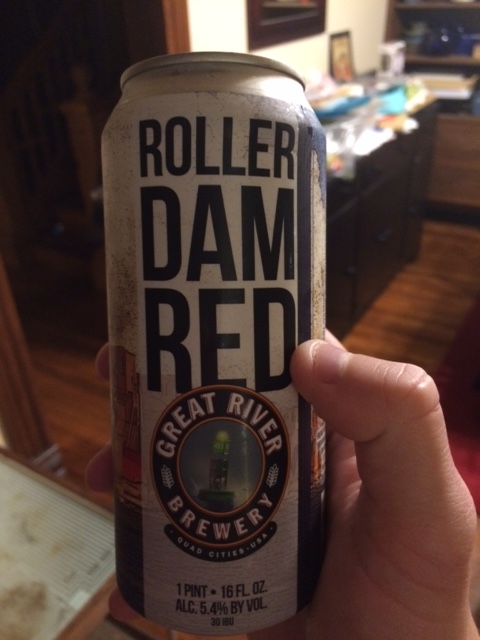 ROLLER
DAM
RED
GREAT RIVER
BREWERY
QUAD CITIES-USA
1 PINT • 16 FL. OZ.
ALC. 5.4% BY VOL.
30 IBU